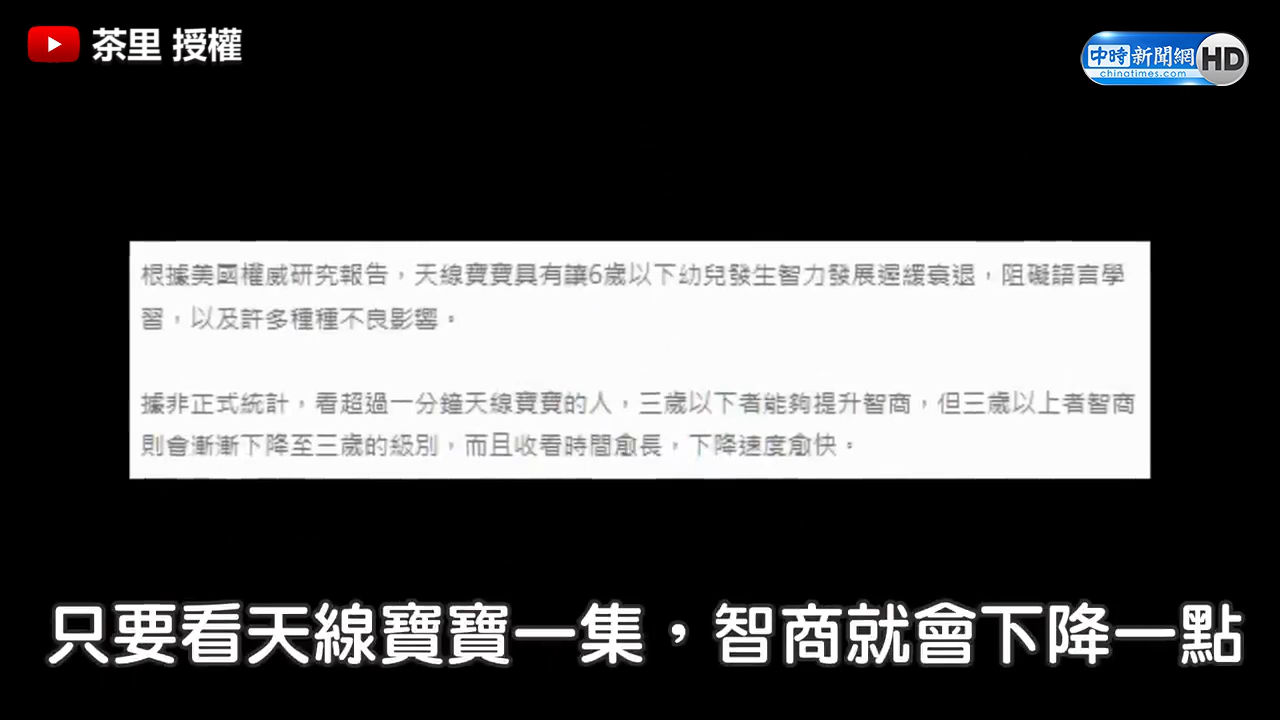 茶里 授權
中時新聞網 HD
chinatimes.com
根據美國權威研究報告，天線寶寶具有讓6歲以下幼兒發生智力發展遲緩衰退，阻礙語言學
習，以及許多種種不良影響。
據非正式統計，看超過一分鐘天線寶寶的人，三歲以下者能夠提升智商，但三歲以上者智商
則會漸漸下降至三歲的級別，而且收看時間愈長，下降速度愈快。
只要看天線寶寶一集，智商就會下降一點